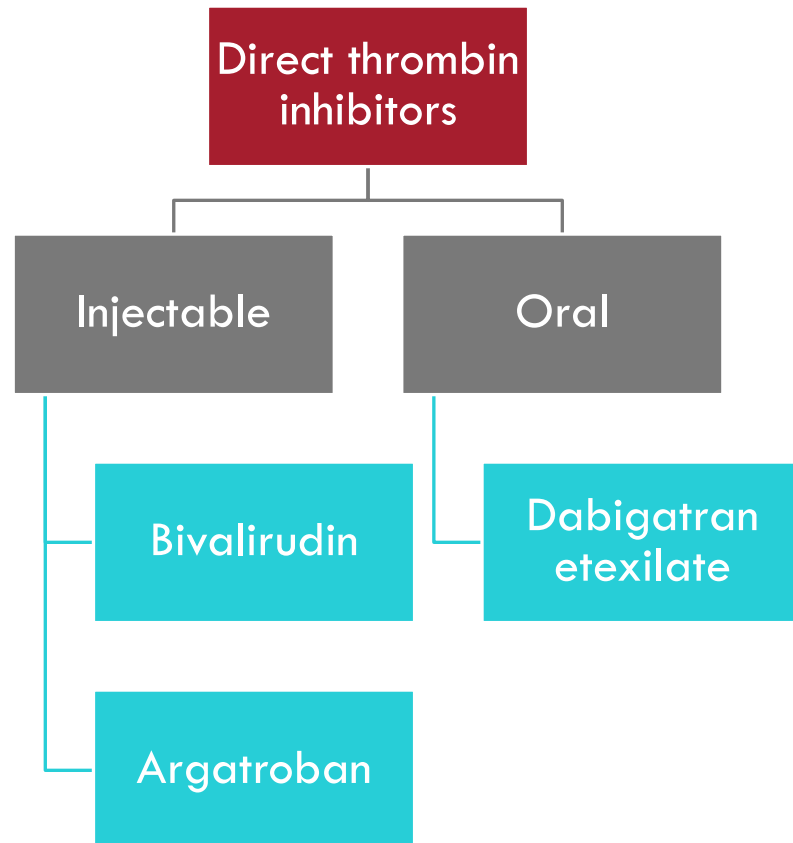 Direct thrombin
inhibitors
Injectable
Oral
Bivalirudin
Dabigatran
etexilate
Argatroban